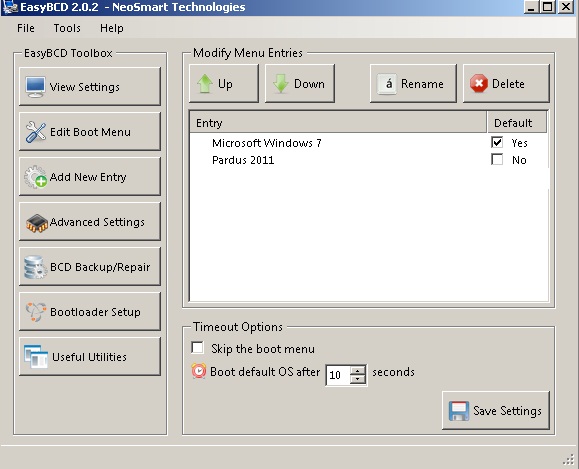 EasyBCD 2.0.2 - NeoSmart Technologies
File Tools Help
EasyBCD Toolbox
View Settings
Edit Boot Menu
Add New Entry
Advanced Settings
BCD Backup/Repair
Bootloader Setup
Useful Utilities
Modify Menu Entries
Up Down á Rename Delete
Entry Default
Microsoft Windows 7 Yes
Pardus 2011 No
Timeout Options
Skip the boot menu
Boot default OS after 10 seconds
Save Settings